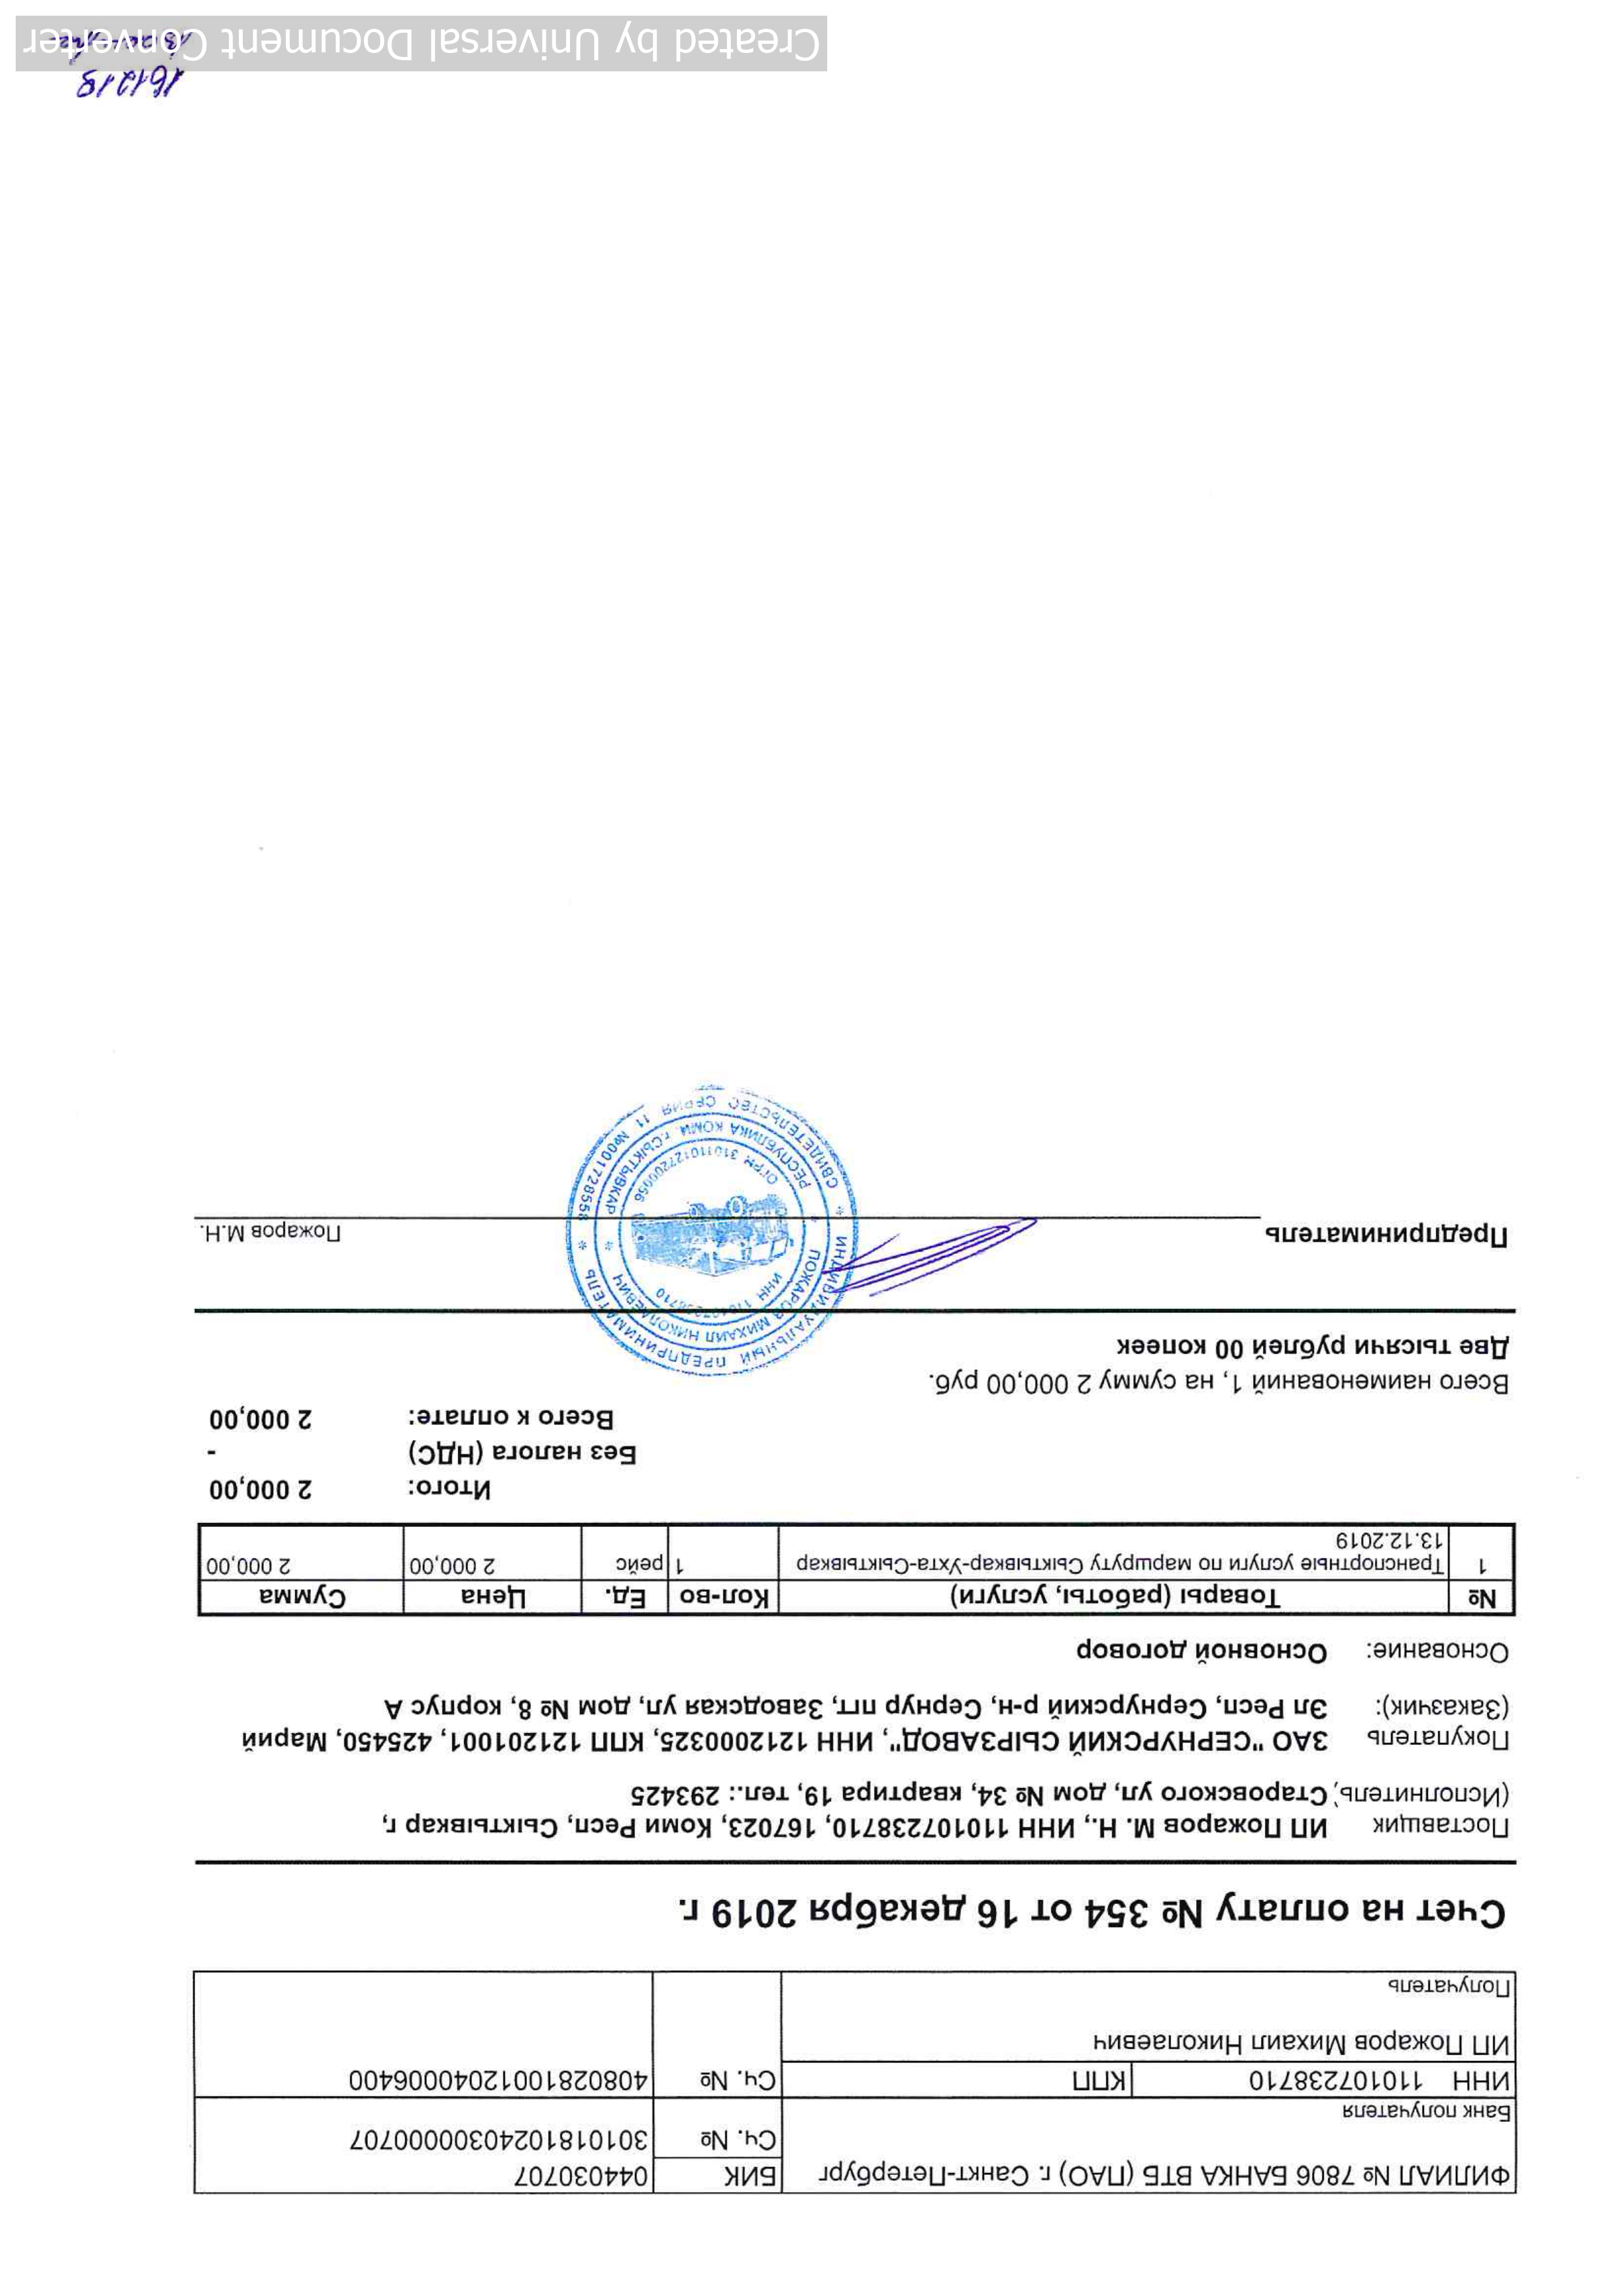 ФИЛИАЛ № 7806 БАНКА ВТБ (ПАО) г. Санкт-Петербург БИК 044030707
Сч. № 30101810240300000707
Банк получателя
ИНН 110107238710 КПП Сч. № 40802810012040006400
ИП Пожаров Михаил Николаевич
Получатель
Счет на оплату № 354 от 16 декабря 2019 г.
Поставщик ИП Пожаров М. Н., ИНН 110107238710, 167023, Коми Респ, Сыктывкар г,
(Исполнитель) Старовского ул, дом № 34, квартира 19, тел.: 293425
Покупатель ЗАО "СЕРНУРСКИЙ СЫРЗАВОД", ИНН 1212000325, КПП 121201001, 425450, Марий
(Заказчик): Эл Респ, Сернурский р-н, Сернур пгт, Заводская ул, дом № 8, корпус А
Основание: Основной договор
№ Товары (работы, услуги) Кол-во Ед. Цена Сумма
1 Транспортные услуги по маршруту Сыктывкар-Ухта-Сыктывкар 1 рейс 2 000,00 2 000,00
13.12.2019
Итого: 2 000,00
Без налога (НДС) -
Всего к оплате: 2 000,00
Всего наименований 1, на сумму 2 000,00 руб.
Две тысячи рублей 00 копеек
Предприниматель Пожаров М.Н.
ИНДИВИДУАЛЬНЫЙ ПРЕДПРИНИМАТЕЛЬ
ПОЖАРОВ МИХАИЛ НИКОЛАЕВИЧ
ИНН 110107238710
ОГРН 310110127200056
РЕСПУБЛИКА КОМИ г.СЫКТЫВКАР
СВИДЕТЕЛЬСТВО СЕРИЯ 11 №001728558
Created by Universal Document Converter